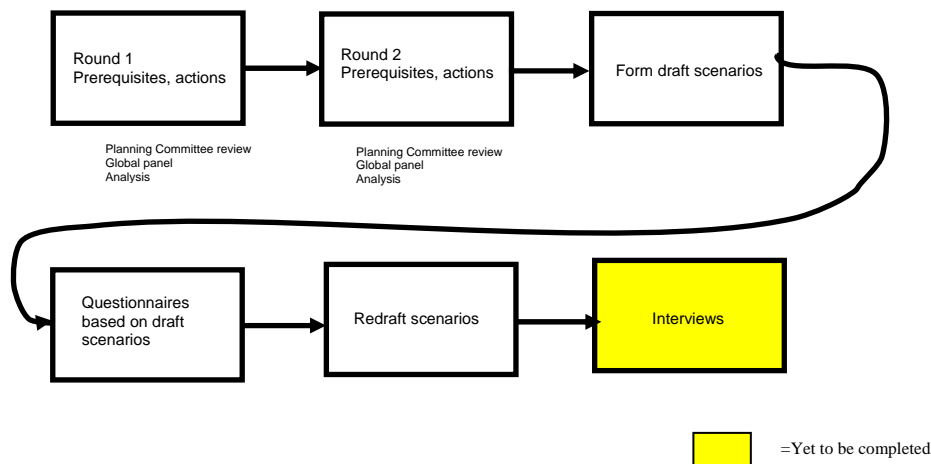 Round 1
Prerequisites, actions
Round 2
Prerequisites, actions
Form draft scenarios
Planning Committee review
Global panel
Analysis
Planning Committee review
Global panel
Analysis
Questionnaires
based on draft
scenarios
Redraft scenarios
Interviews
=Yet to be completed